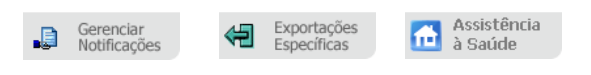 Gerenciar
Notificações
Exportações
Específicas
Assistência
à Saúde